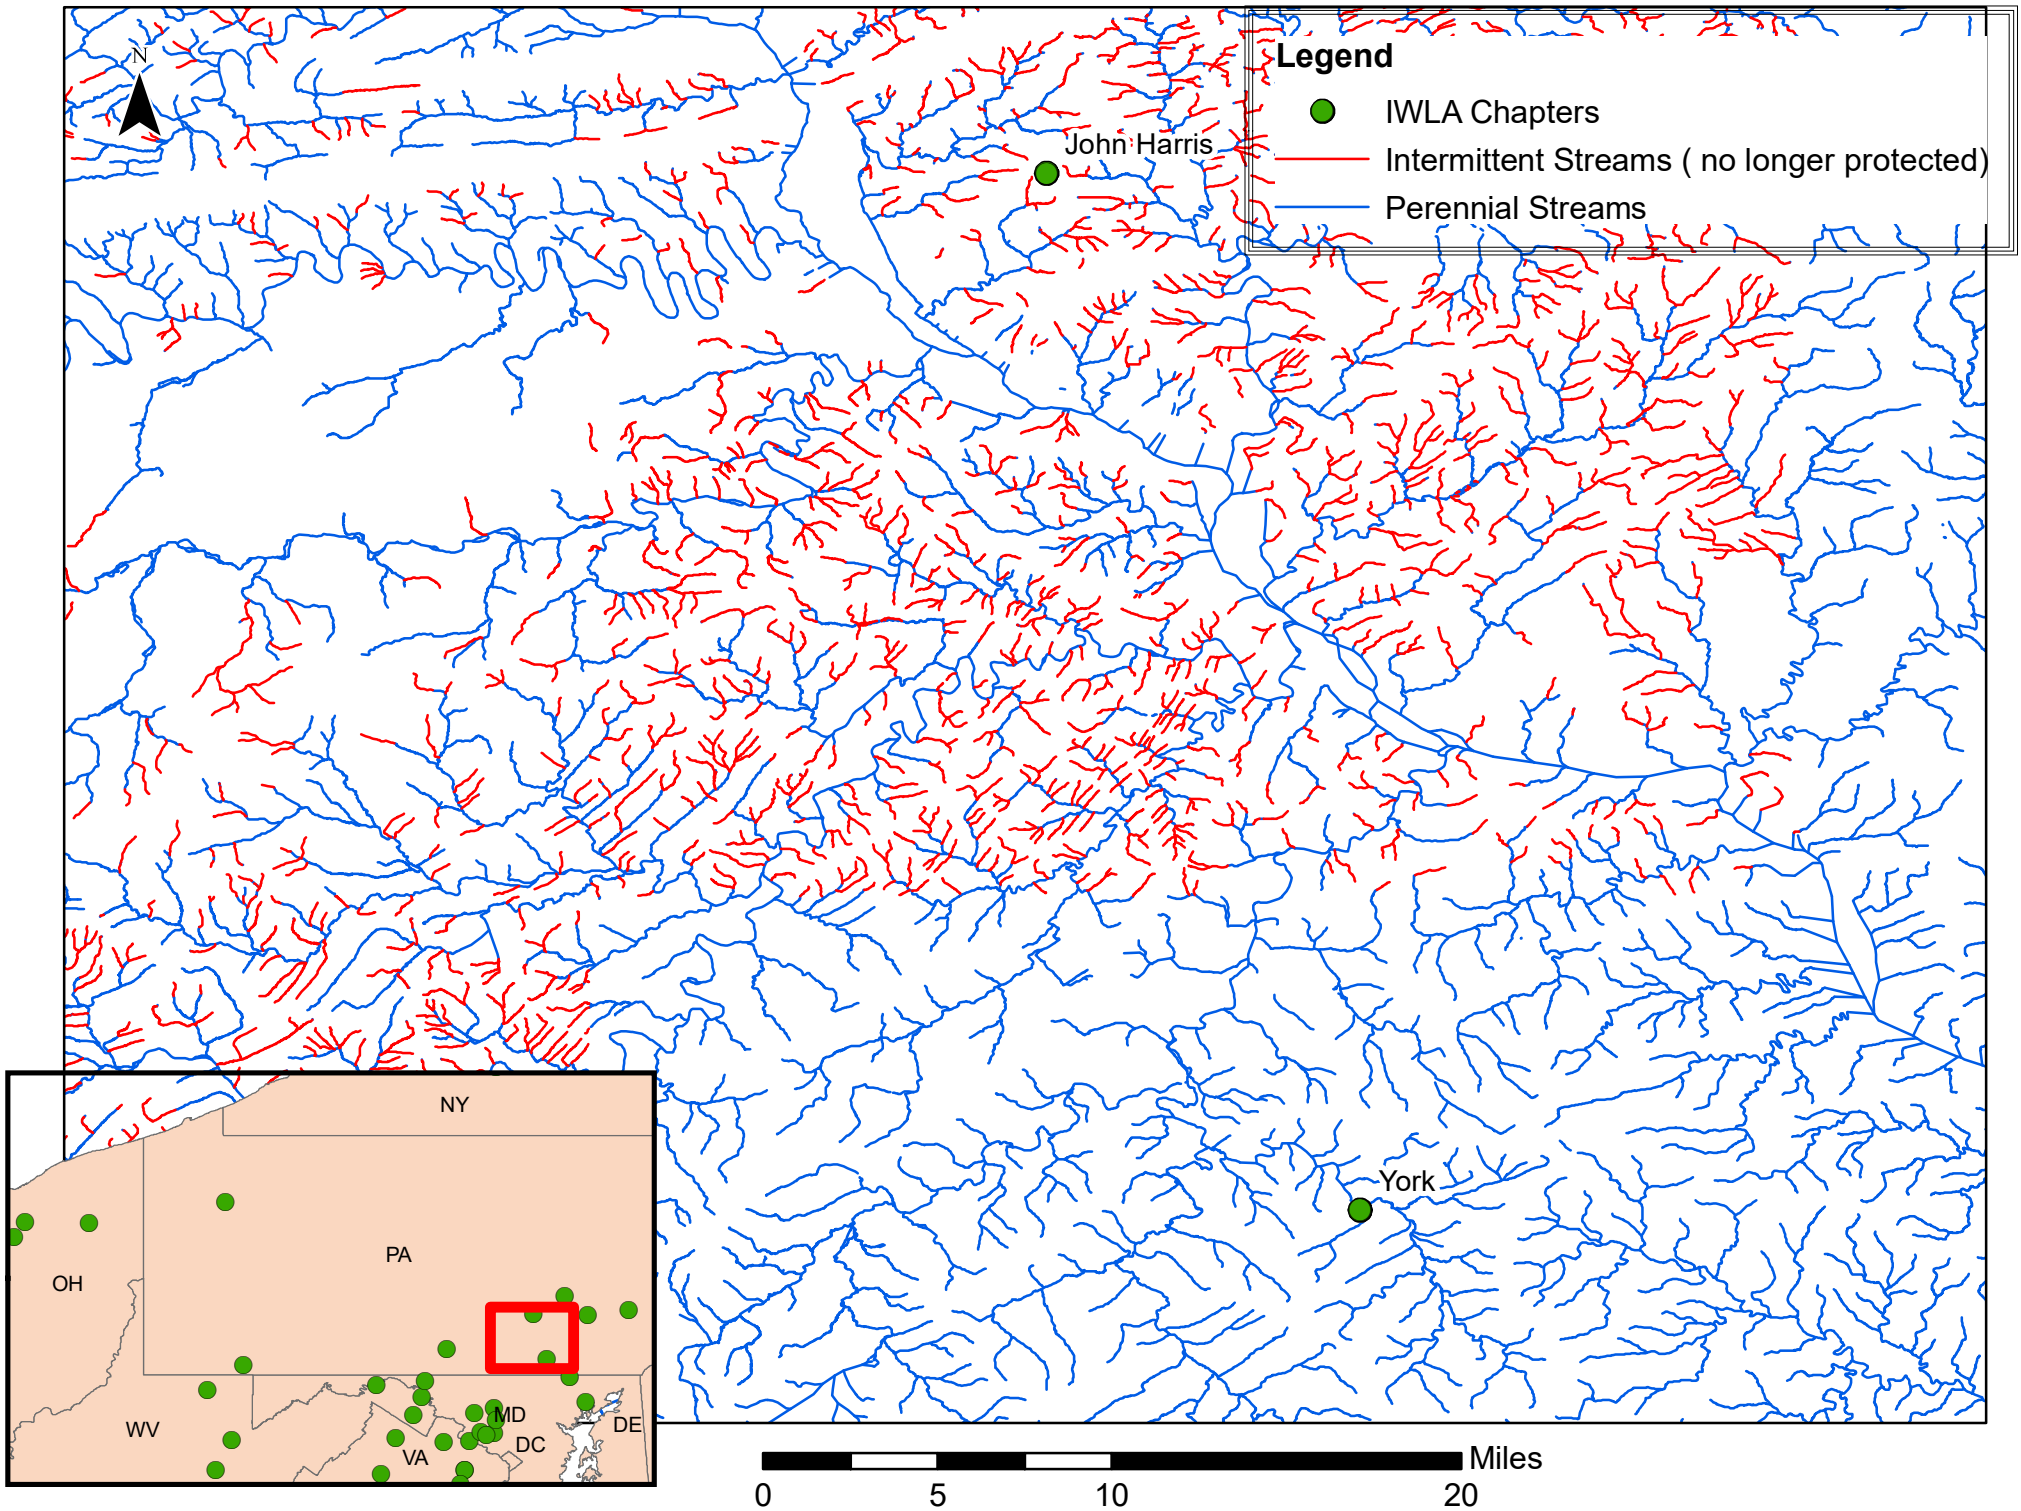 N
Legend
IWLA Chapters
Intermittent Streams ( no longer protected)
Perennial Streams
John Harris
York
NY
PA
OH
WV
VA
MD
DC
DE
Miles
0 5 10 20